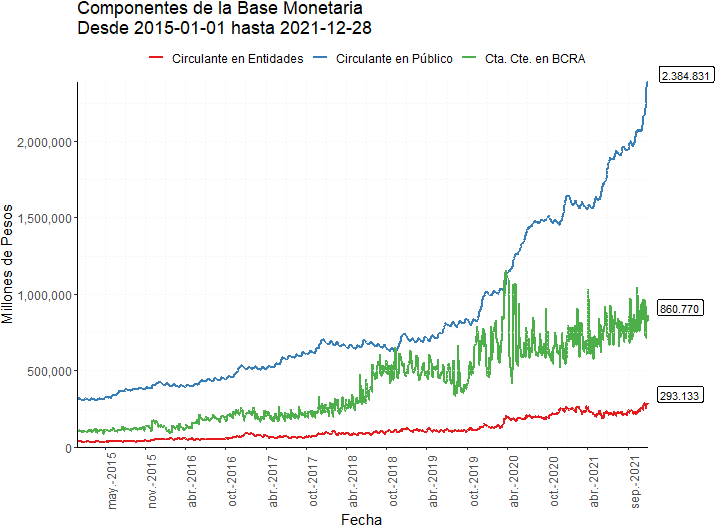 Componentes de la Base Monetaria
Desde 2015-01-01 hasta 2021-12-28
Circulante en Entidades Circulante en Público Cta. Cte. en BCRA
2.384.831
2,000,000
1,500,000
1,000,000
860.770
500,000
293.133
0
Millones de Pesos
may.-2015 nov.-2015 abr.-2016 oct.-2016 abr.-2017 oct.-2017 abr.-2018 oct.-2018 abr.-2019 oct.-2019 abr.-2020 oct.-2020 abr.-2021 sep.-2021
Fecha